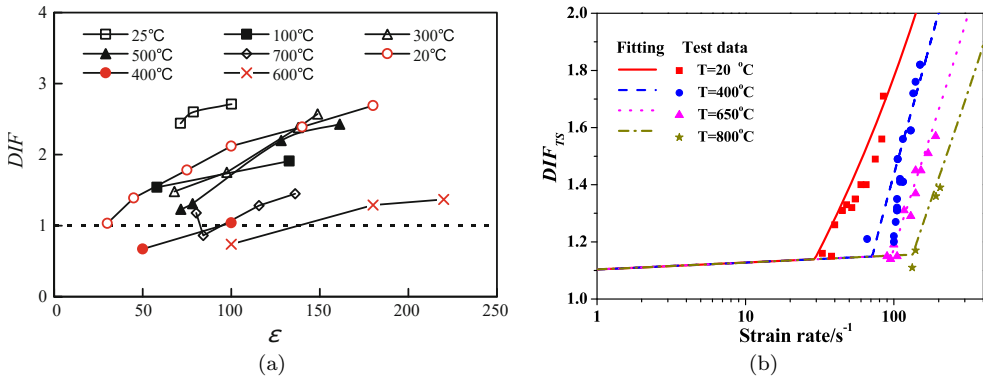 (a)
DIF
4
3
2
1
0
25℃
100℃
300℃
500℃
700℃
20℃
400℃
600℃
0
50
100
150
200
250
ε
(b)
DIF_TS
2.0
1.8
1.6
1.4
1.2
1.0
Fitting Test data
T=20 °C
T=400°C
T=650°C
T=800°C
1
10
100
Strain rate/s⁻¹